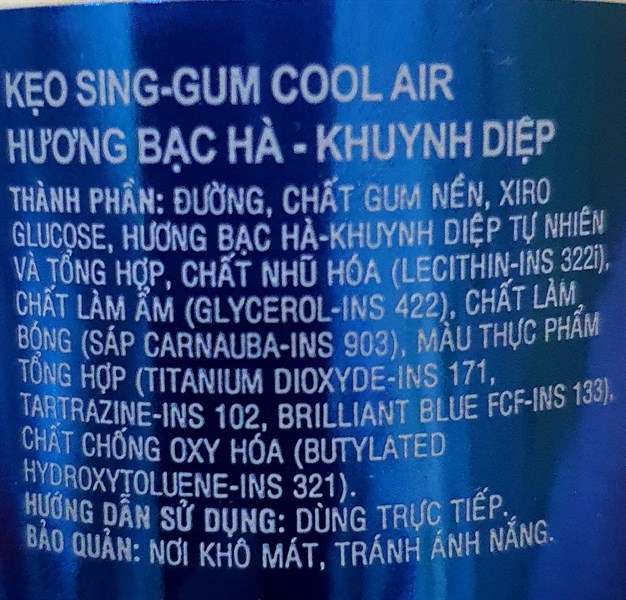 KẸO SING-GUM COOL AIR
HƯƠNG BẠC HÀ - KHUYNH DIỆP
THÀNH PHẦN: ĐƯỜNG, CHẤT GUM NỀN, XIRO
GLUCOSE, HƯƠNG BẠC HÀ-KHUYNH DIỆP TỰ NHIÊN
VÀ TỔNG HỢP, CHẤT NHŨ HÓA (LECITHIN-INS 322i),
CHẤT LÀM ẨM (GLYCEROL-INS 422), CHẤT LÀM
BÓNG (SÁP CARNAUBA-INS 903), MÀU THỰC PHẨM
TỔNG HỢP (TITANIUM DIOXYDE-INS 171,
TARTRAZINE-INS 102, BRILLIANT BLUE FCF-INS 133),
CHẤT CHỐNG OXY HÓA (BUTYLATED
HYDROXYTOLUENE-INS 321).
HƯỚNG DẪN SỬ DỤNG: DÙNG TRỰC TIẾP.
BẢO QUẢN: NƠI KHÔ MÁT, TRÁNH ÁNH NẮNG.